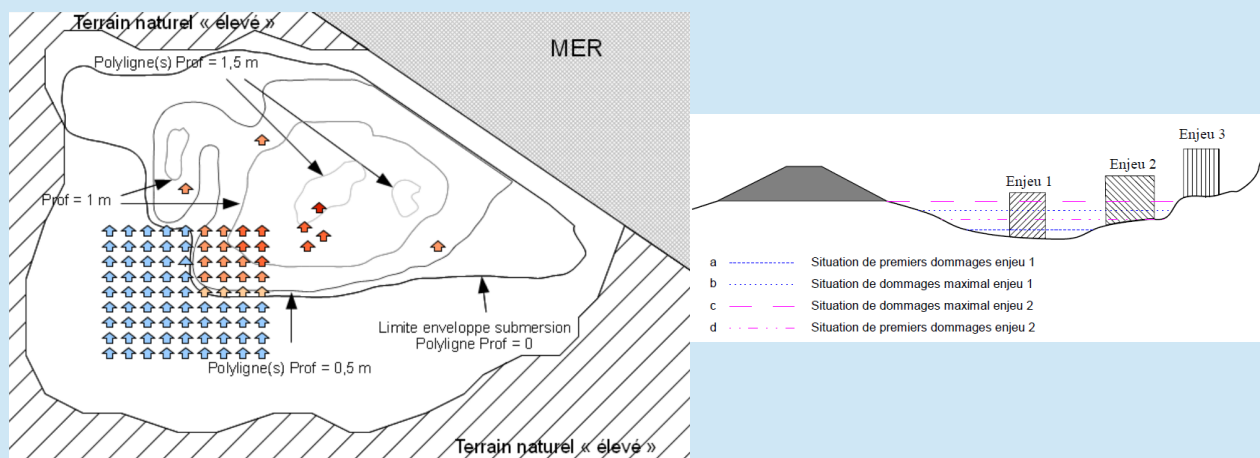 Terrain naturel « élevé »
MER
Polyligne(s) Prof = 1,5 m
Prof = 1 m
Limite enveloppe submersion
Polyligne Prof = 0
Polyligne(s) Prof = 0,5 m
Terrain naturel « élevé »
Enjeu 3
Enjeu 2
Enjeu 1
a Situation de premiers dommages enjeu 1
b Situation de dommages maximal enjeu 1
c Situation de dommages maximal enjeu 2
d Situation de premiers dommages enjeu 2